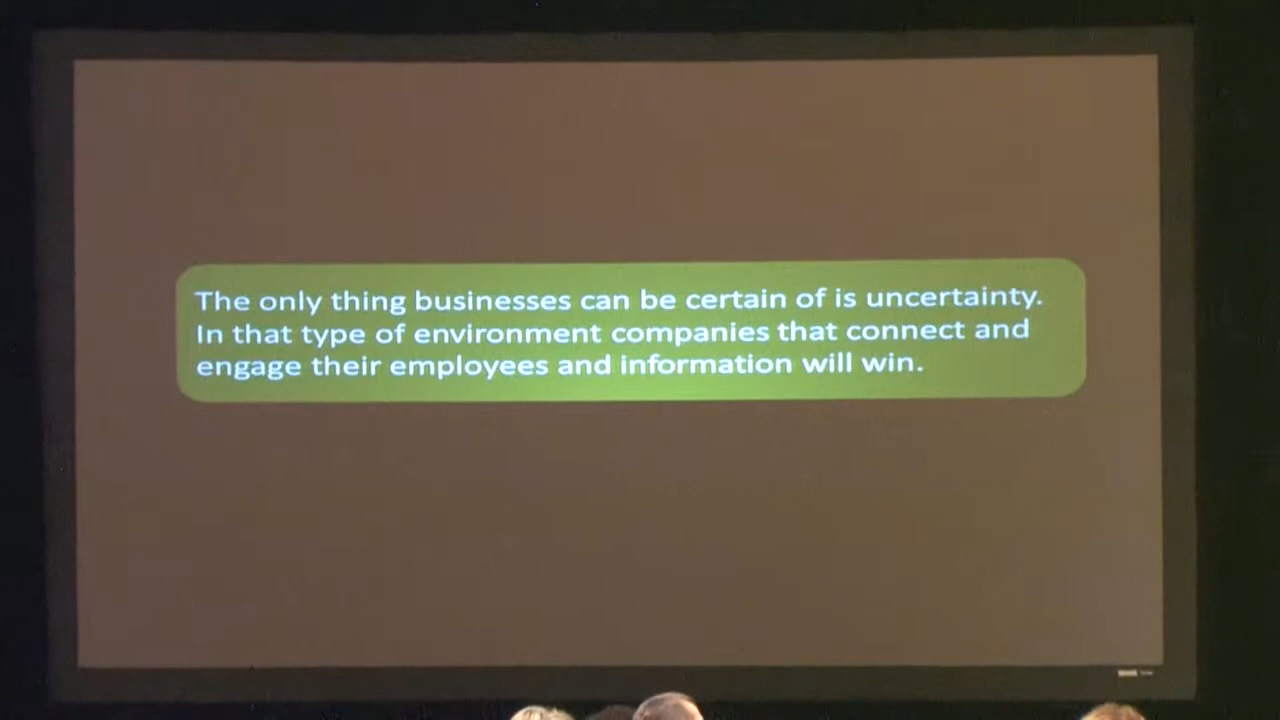 The only thing businesses can be certain of is uncertainty.
In that type of environment companies that connect and
engage their employees and information will win.